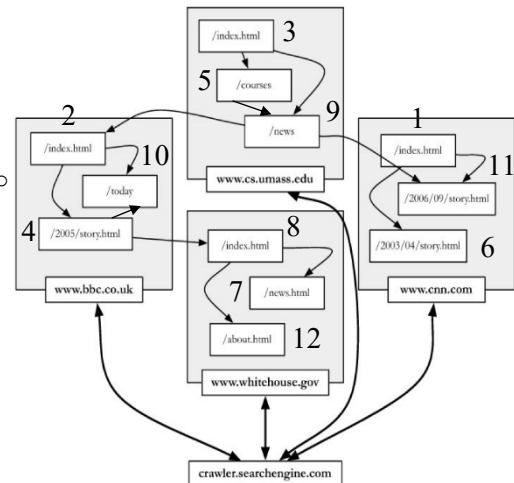 /index.html 3
5 /courses
/news 9
www.cs.umass.edu
2
/index.html 10
/today
4 /2005/story.html
www.bbc.co.uk
1
/index.html
11
/2006/09/story.html
/2003/04/story.html 6
www.cnn.com
/index.html 8
7 /news.html
/about.html 12
www.whitehouse.gov
crawler.searchengine.com